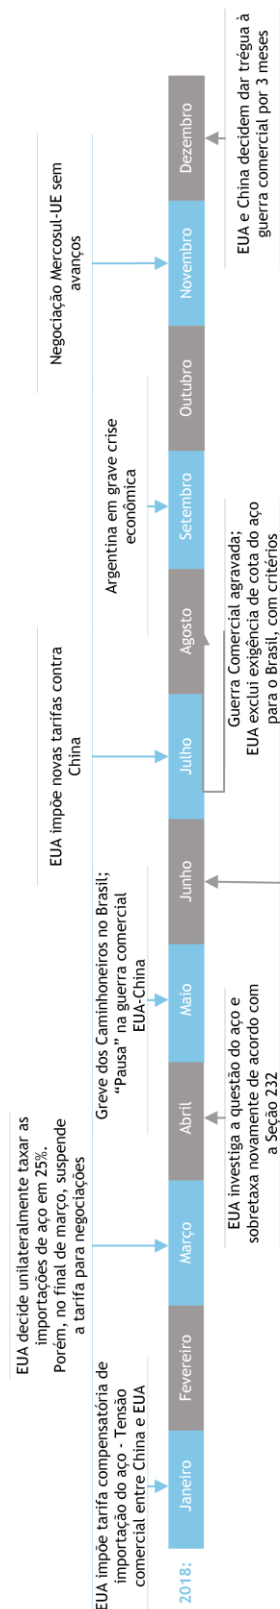 EUA impõe tarifa compensatória de
importação do aço - Tensão
comercial entre China e EUA
EUA decide unilateralmente taxar as
importações de aço em 25%.
Porém, no final de março, suspende
a tarifa para negociações
Greve dos Caminhoneiros no Brasil;
“Pausa” na guerra comercial
EUA-China
EUA impõe novas tarifas contra
China
Argentina em grave crise
econômica
Negociação Mercosul-UE sem
avanços
2018:
Janeiro
Fevereiro
Março
Abril
Maio
Junho
Julho
Agosto
Setembro
Outubro
Novembro
Dezembro
EUA investiga a questão do aço e
sobretaxa novamente de acordo com
a Seção 232
Guerra Comercial agravada;
EUA exclui exigência de cota do aço
para o Brasil, com critérios
EUA e China decidem dar trégua à
guerra comercial por 3 meses